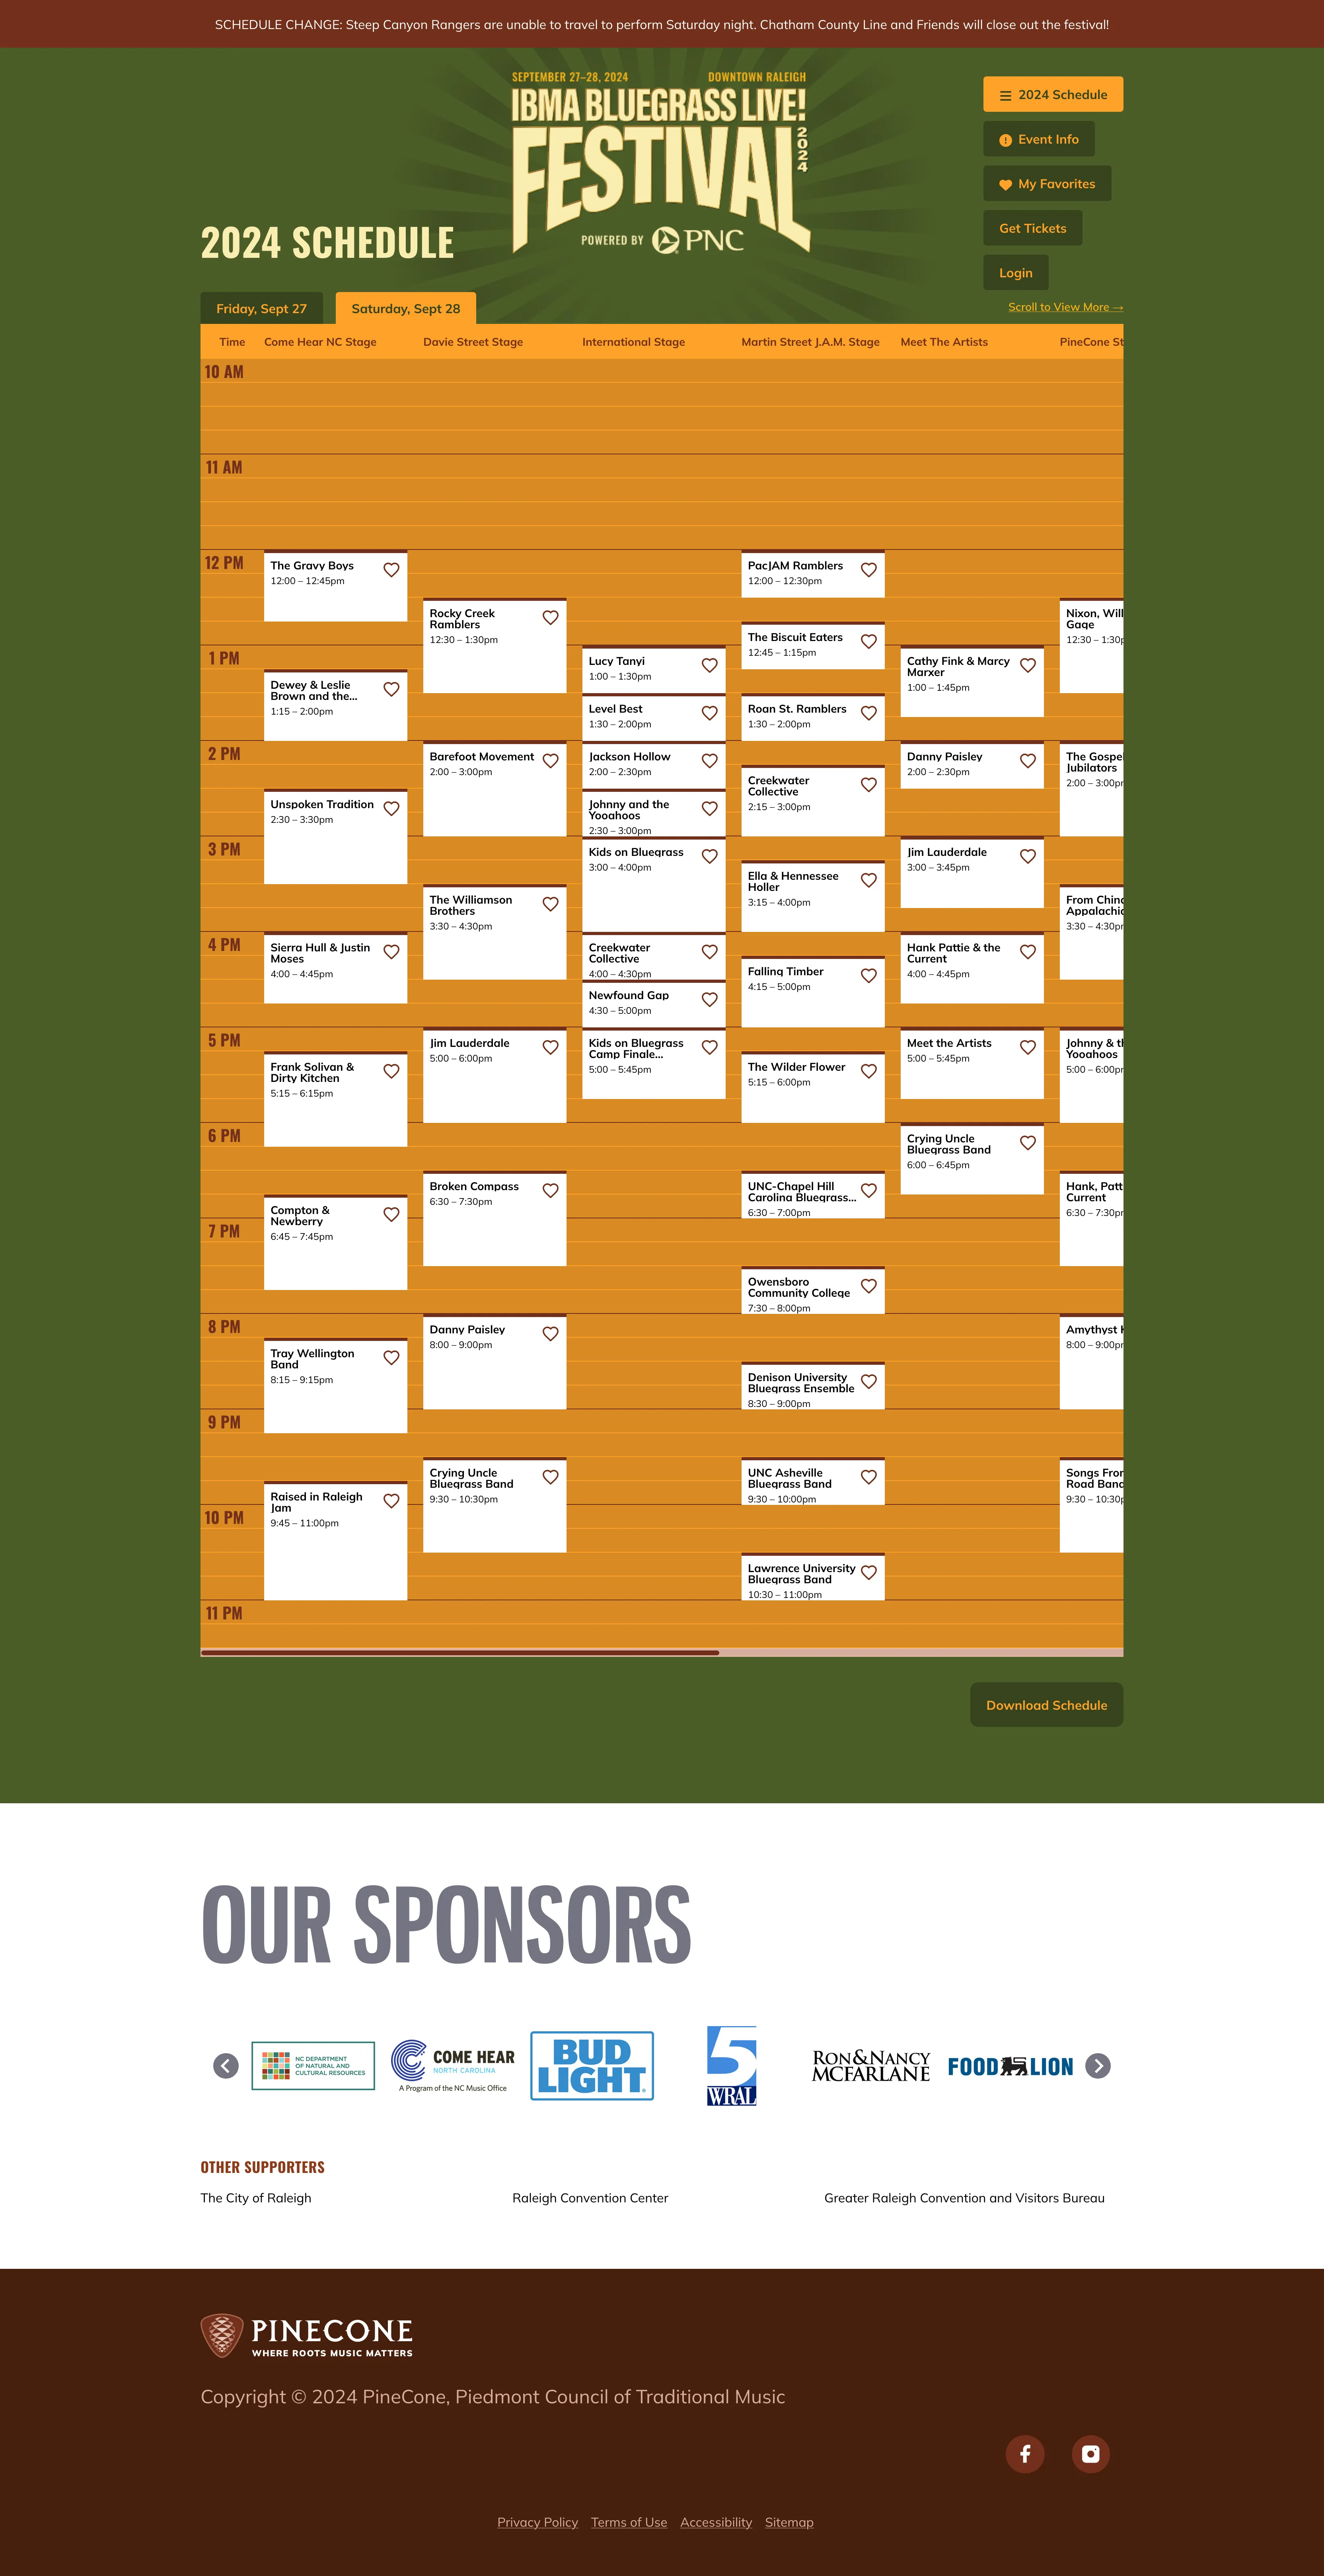 SCHEDULE CHANGE: Steep Canyon Rangers are unable to travel to perform Saturday night. Chatham County Line and Friends will close out the festival!
SEPTEMBER 27–28, 2024
DOWNTOWN RALEIGH
IBMA BLUEGRASS LIVE!
FESTIVAL
2024
POWERED BY PNC
2024 Schedule
Event Info
My Favorites
Get Tickets
Login
2024 SCHEDULE
Friday, Sept 27
Saturday, Sept 28
Scroll to View More →
Time
Come Hear NC Stage
Davie Street Stage
International Stage
Martin Street J.A.M. Stage
Meet The Artists
PineCone St
10 AM
11 AM
12 PM
1 PM
2 PM
3 PM
4 PM
5 PM
6 PM
7 PM
8 PM
9 PM
10 PM
11 PM
The Gravy Boys
12:00 – 12:45pm
Dewey & Leslie
Brown and the...
1:15 – 2:00pm
Unspoken Tradition
2:30 – 3:30pm
Sierra Hull & Justin
Moses
4:00 – 4:45pm
Frank Solivan &
Dirty Kitchen
5:15 – 6:15pm
Compton &
Newberry
6:45 – 7:45pm
Tray Wellington
Band
8:15 – 9:15pm
Raised in Raleigh
Jam
9:45 – 11:00pm
Rocky Creek
Ramblers
12:30 – 1:30pm
Barefoot Movement
2:00 – 3:00pm
The Williamson
Brothers
3:30 – 4:30pm
Jim Lauderdale
5:00 – 6:00pm
Broken Compass
6:30 – 7:30pm
Danny Paisley
8:00 – 9:00pm
Crying Uncle
Bluegrass Band
9:30 – 10:30pm
Lucy Tanyi
1:00 – 1:30pm
Level Best
1:30 – 2:00pm
Jackson Hollow
2:00 – 2:30pm
Johnny and the
Yooahoos
2:30 – 3:00pm
Kids on Bluegrass
3:00 – 4:00pm
Creekwater
Collective
4:00 – 4:30pm
Newfound Gap
4:30 – 5:00pm
Kids on Bluegrass
Camp Finale...
5:00 – 5:45pm
PacJAM Ramblers
12:00 – 12:30pm
The Biscuit Eaters
12:45 – 1:15pm
Roan St. Ramblers
1:30 – 2:00pm
Creekwater
Collective
2:15 – 3:00pm
Ella & Hennessee
Holler
3:15 – 4:00pm
Falling Timber
4:15 – 5:00pm
The Wilder Flower
5:15 – 6:00pm
UNC-Chapel Hill
Carolina Bluegrass...
6:30 – 7:00pm
Owensboro
Community College
7:30 – 8:00pm
Denison University
Bluegrass Ensemble
8:30 – 9:00pm
UNC Asheville
Bluegrass Band
9:30 – 10:00pm
Lawrence University
Bluegrass Band
10:30 – 11:00pm
Cathy Fink & Marcy
Marxer
1:00 – 1:45pm
Danny Paisley
2:00 – 2:30pm
Jim Lauderdale
3:00 – 3:45pm
Hank Pattie & the
Current
4:00 – 4:45pm
Meet the Artists
5:00 – 5:45pm
Crying Uncle
Bluegrass Band
6:00 – 6:45pm
Nixon, Will
Gage
12:30 – 1:30p
The Gospel
Jubilators
2:00 – 3:00p
From China
Appalachia
3:30 – 4:30p
Johnny & th
Yooahoos
5:00 – 6:00p
Hank, Patt
Current
6:30 – 7:30p
Amythyst K
8:00 – 9:00p
Songs From
Road Band
9:30 – 10:30p
Download Schedule
OUR SPONSORS
NC DEPARTMENT
OF NATURAL AND
CULTURAL RESOURCES
COME HEAR
NORTH CAROLINA
A Program of the NC Music Office
BUD
LIGHT
5
WRAL
RON&NANCY
MCFARLANE
FOOD LION
OTHER SUPPORTERS
The City of Raleigh
Raleigh Convention Center
Greater Raleigh Convention and Visitors Bureau
PINECONE
WHERE ROOTS MUSIC MATTERS
Copyright © 2024 PineCone, Piedmont Council of Traditional Music
Privacy Policy
Terms of Use
Accessibility
Sitemap